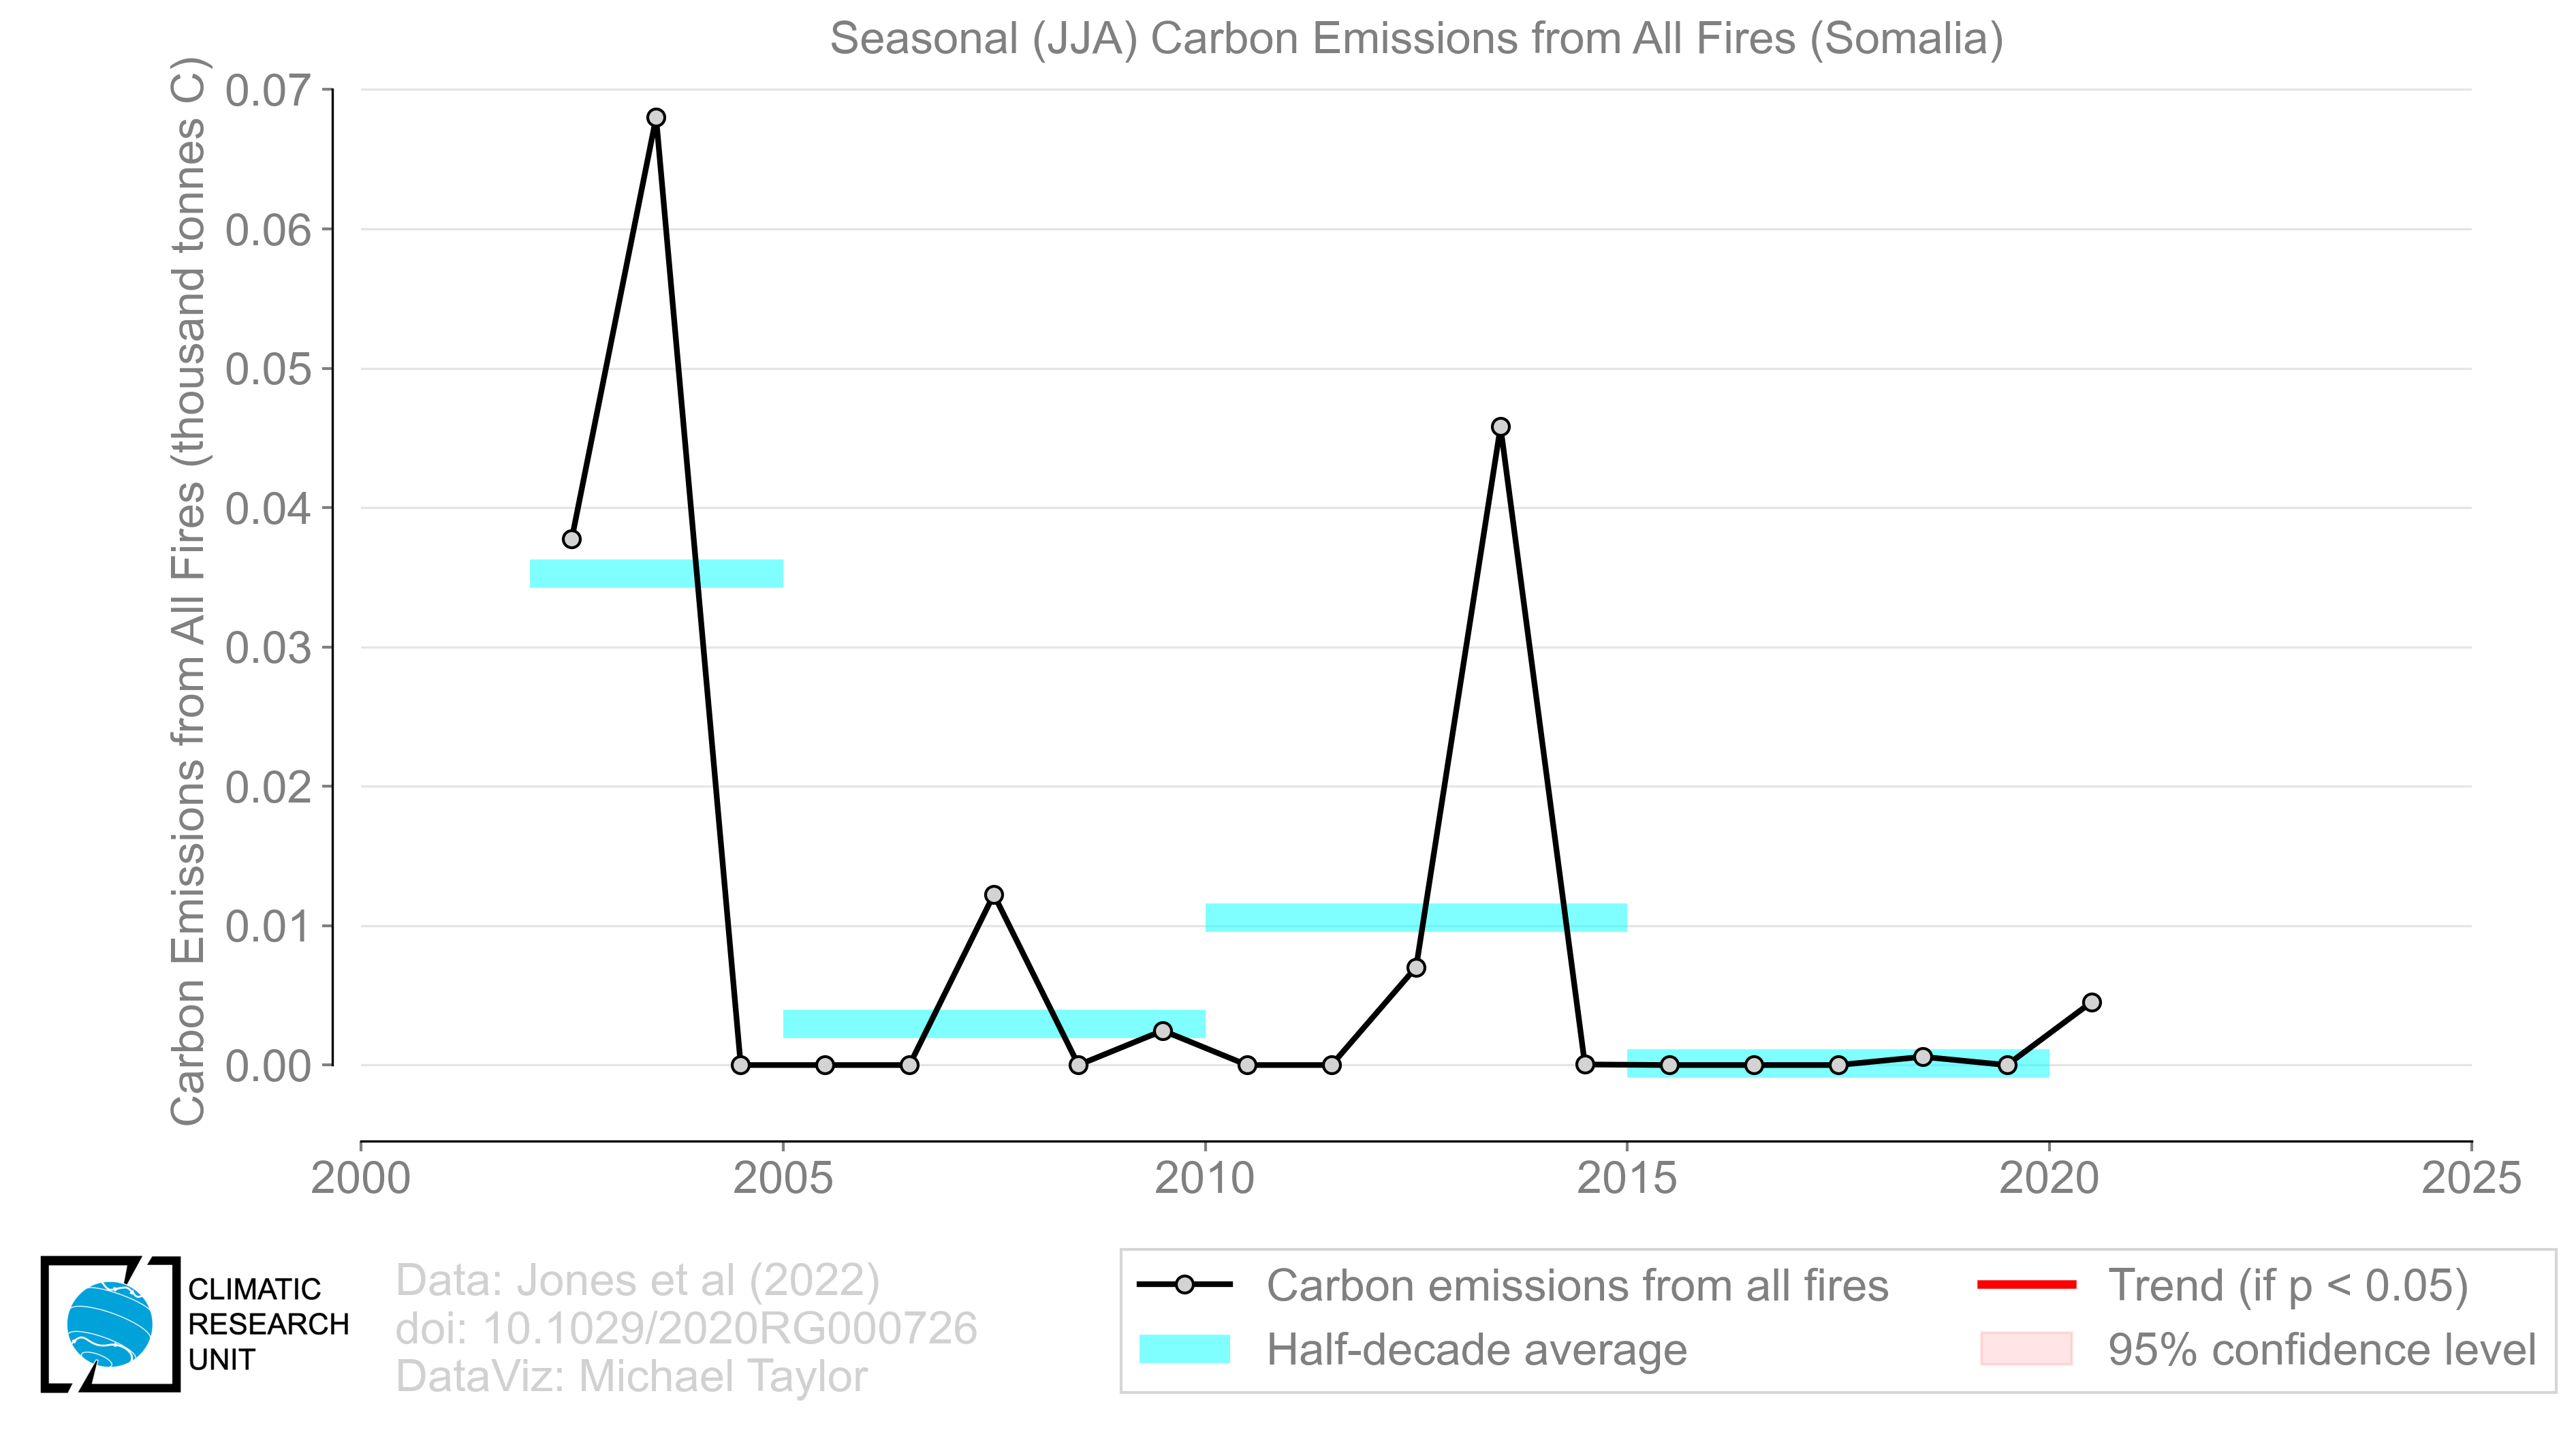 Seasonal (JJA) Carbon Emissions from All Fires (Somalia)
Carbon Emissions from All Fires (thousand tonnes C)
0.07
0.06
0.05
0.04
0.03
0.02
0.01
0.00
2000 2005 2010 2015 2020 2025
CLIMATIC
RESEARCH
UNIT
Data: Jones et al (2022)
doi: 10.1029/2020RG000726
DataViz: Michael Taylor
Carbon emissions from all fires
Half-decade average
Trend (if p < 0.05)
95% confidence level